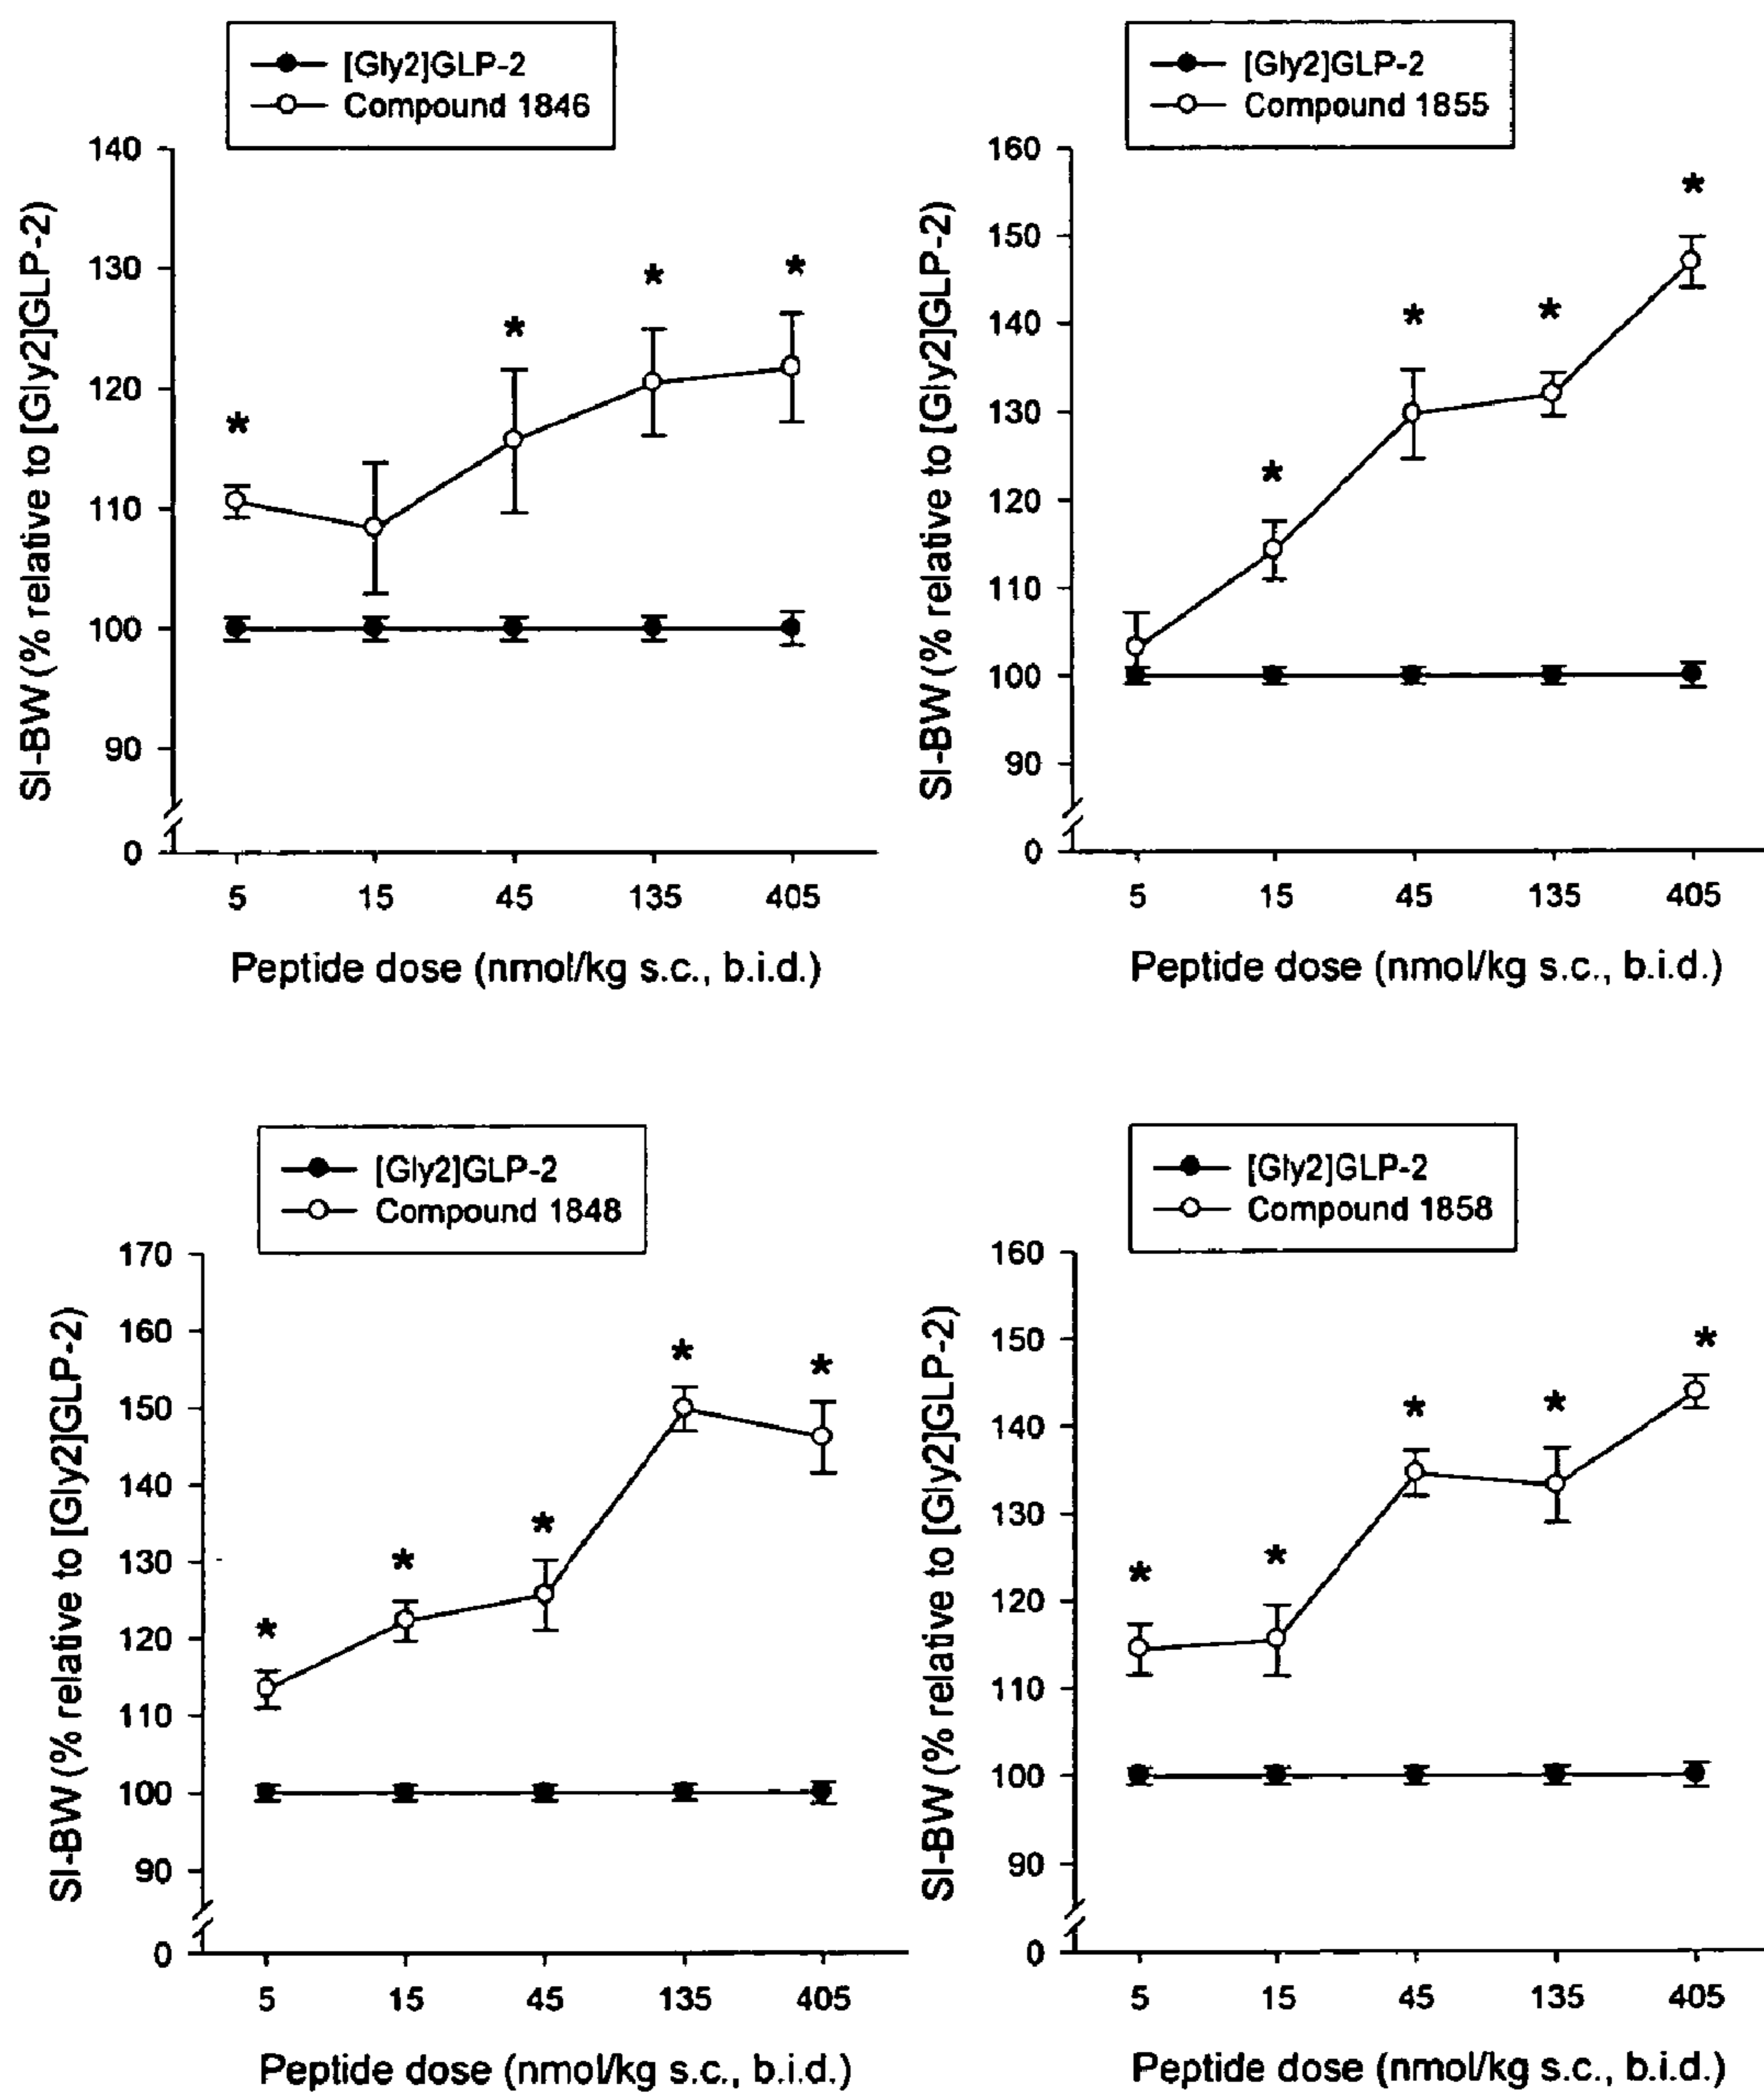 [Gly2]GLP-2
Compound 1846
140
130
120
110
100
90
0
SI-BW (% relative to [Gly2]GLP-2)
* * * *
5 15 45 135 405
Peptide dose (nmol/kg s.c., b.i.d.)
[Gly2]GLP-2
Compound 1855
160
150
140
130
120
110
100
90
0
SI-BW (% relative to [Gly2]GLP-2)
* * * *
5 15 45 135 405
Peptide dose (nmol/kg s.c., b.i.d.)
[Gly2]GLP-2
Compound 1848
170
160
150
140
130
120
110
100
90
0
SI-BW (% relative to [Gly2]GLP-2)
* * * * *
5 15 45 135 405
Peptide dose (nmol/kg s.c., b.i.d.)
[Gly2]GLP-2
Compound 1858
160
150
140
130
120
110
100
90
0
SI-BW (% relative to [Gly2]GLP-2)
* * * * *
5 15 45 135 405
Peptide dose (nmol/kg s.c., b.i.d.)